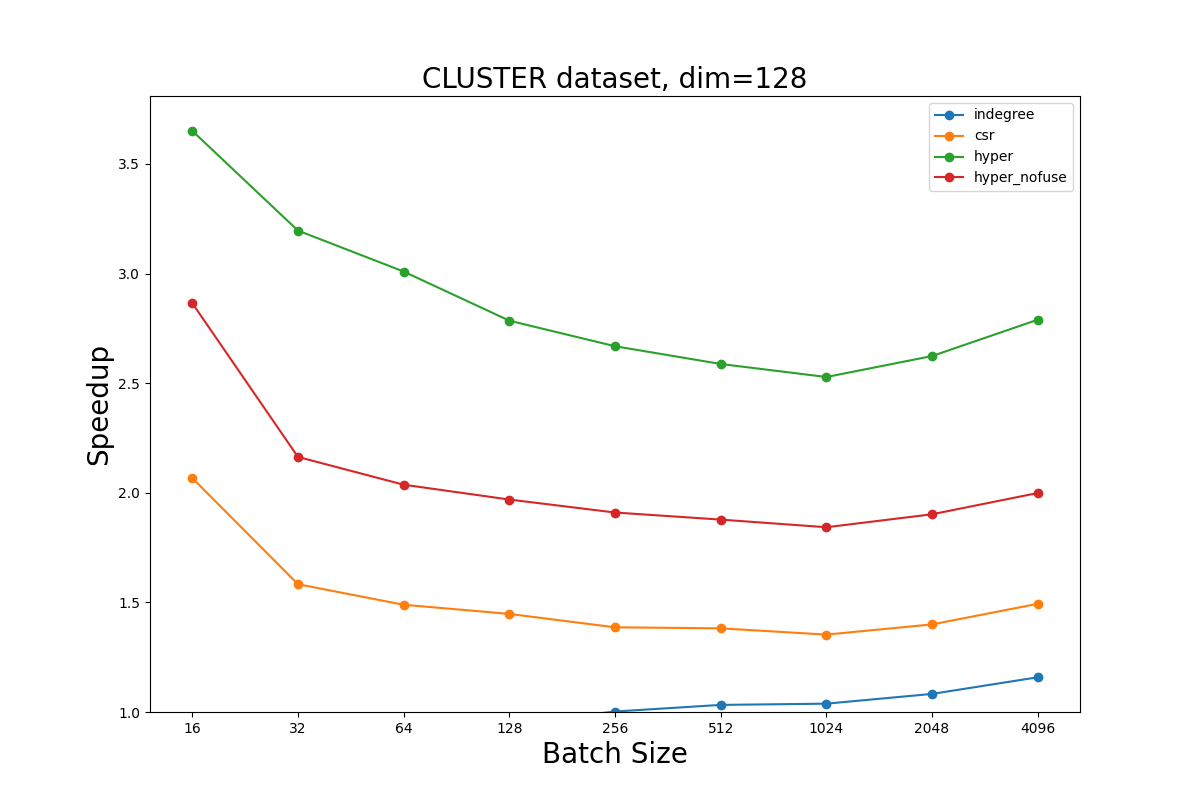 CLUSTER dataset, dim=128
indegree
csr
hyper
hyper_nofuse
Speedup
3.5
3.0
2.5
2.0
1.5
1.0
16 32 64 128 256 512 1024 2048 4096
Batch Size